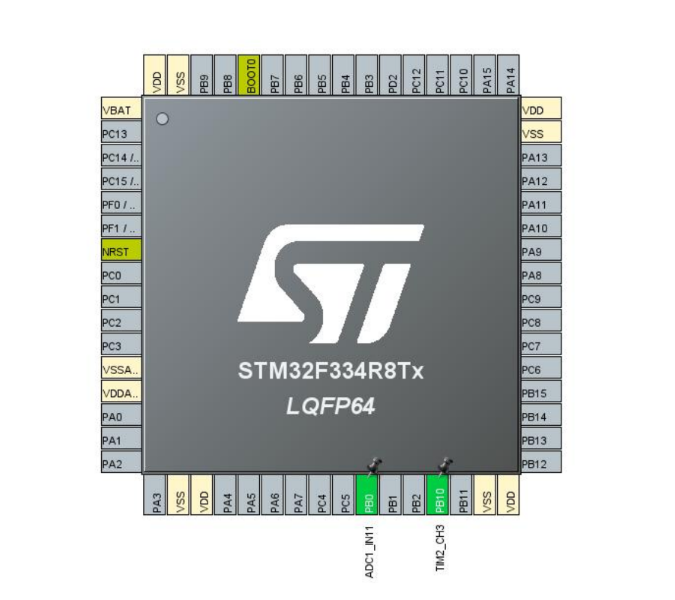 VDD
VSS
PB9
PB8
BOOT0
PB7
PB6
PB5
PB4
PB3
PD2
PC12
PC11
PC10
PA15
PA14
VBAT
PC13
PC14 /..
PC15 /..
PF0 / ..
PF1 / ..
NRST
PC0
PC1
PC2
PC3
VSSA..
VDDA..
PA0
PA1
PA2
VDD
VSS
PA13
PA12
PA11
PA10
PA9
PA8
PC9
PC8
PC7
PC6
PB15
PB14
PB13
PB12
ST
STM32F334R8Tx
LQFP64
PA3
VSS
VDD
PA4
PA5
PA6
PA7
PC4
PC5
PB0
PB1
PB2
PB10
PB11
VSS
VDD
ADC1_IN11
TIM2_CH3